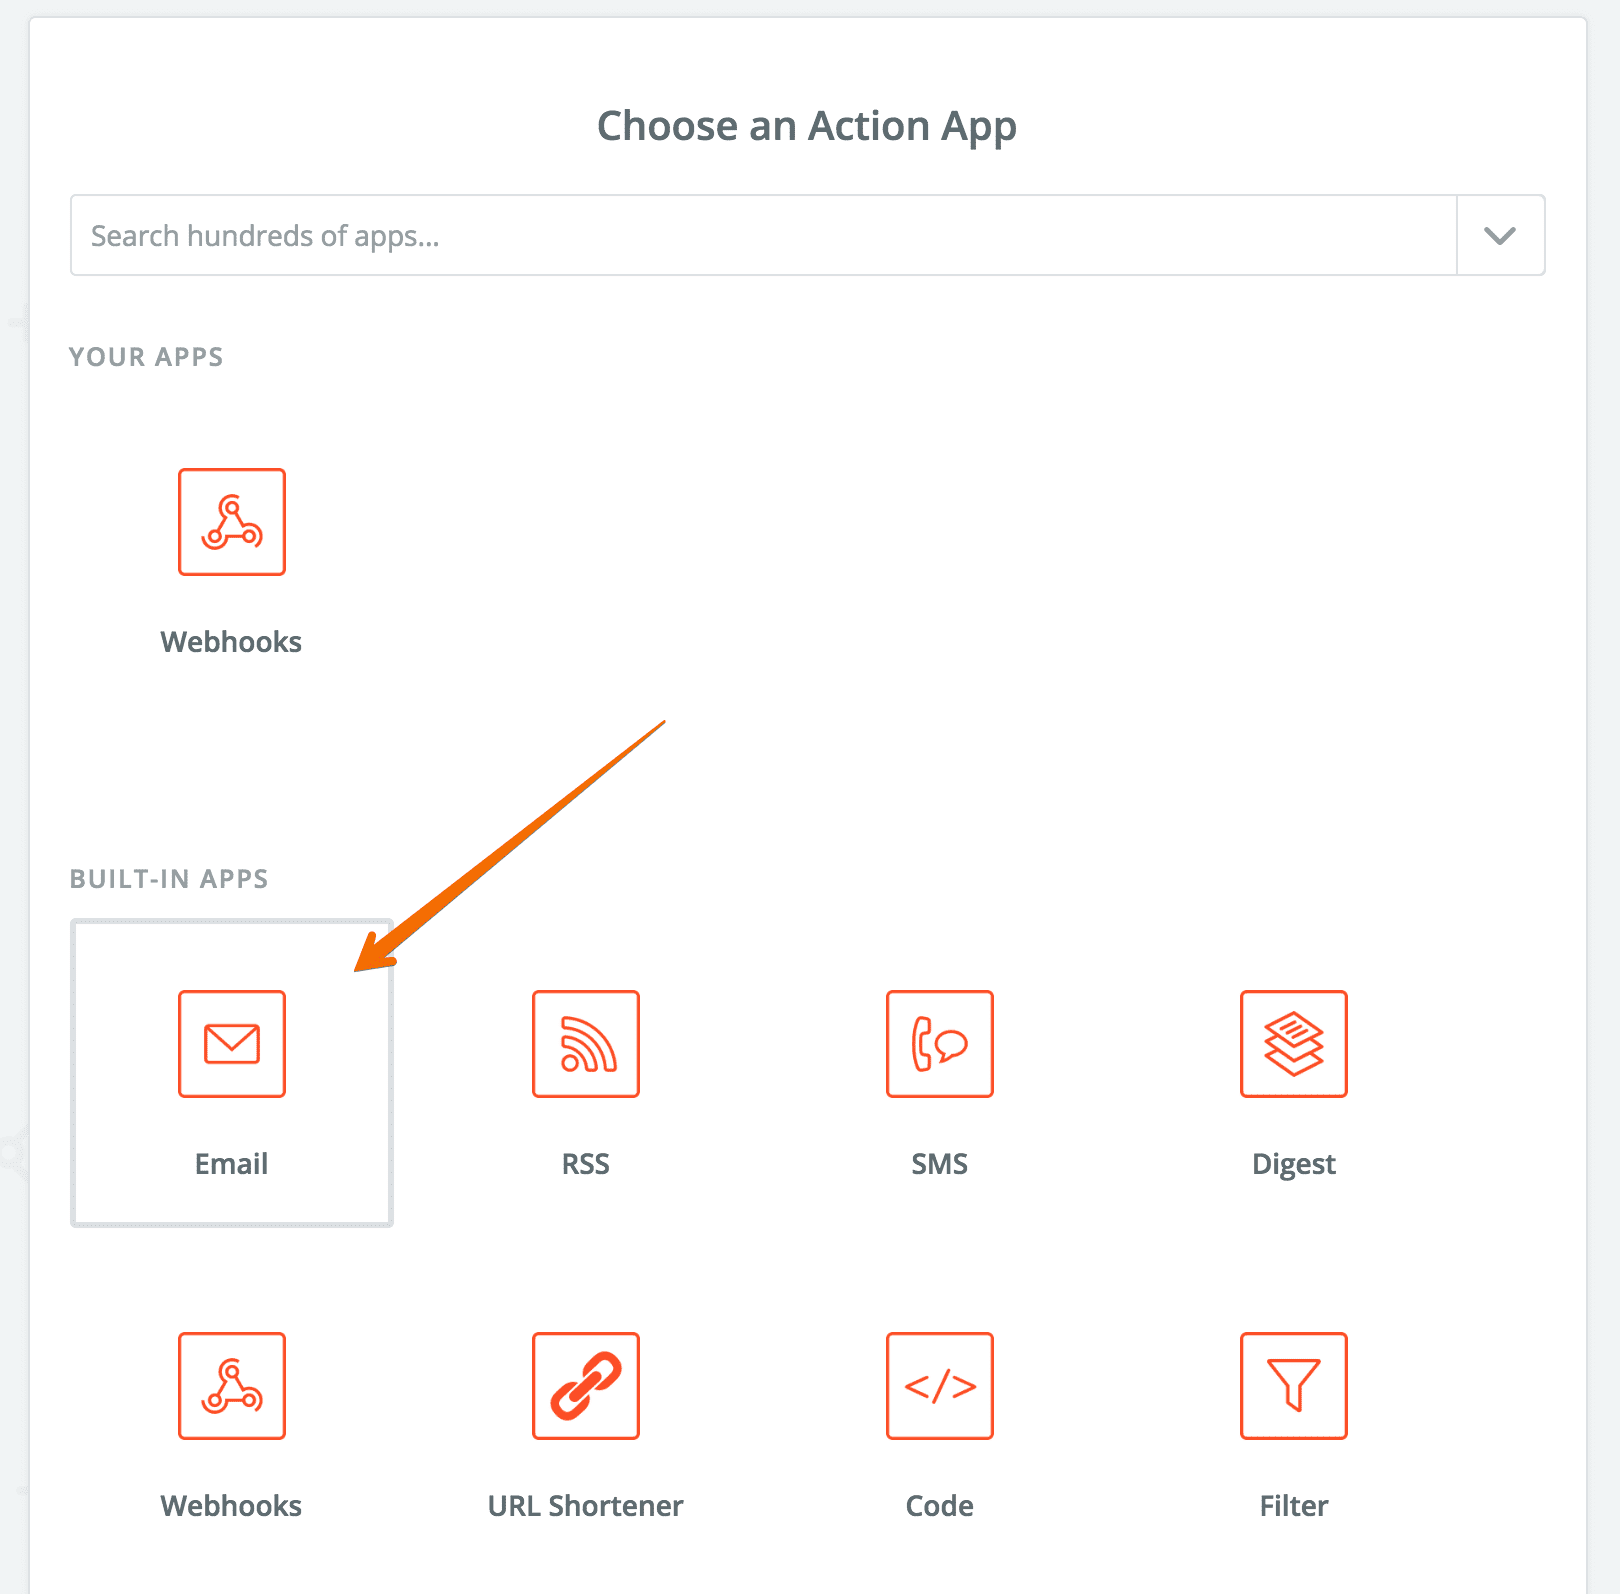 Choose an Action App
Search hundreds of apps...
YOUR APPS
Webhooks
BUILT-IN APPS
Email
RSS
SMS
Digest
Webhooks
URL Shortener
Code
Filter